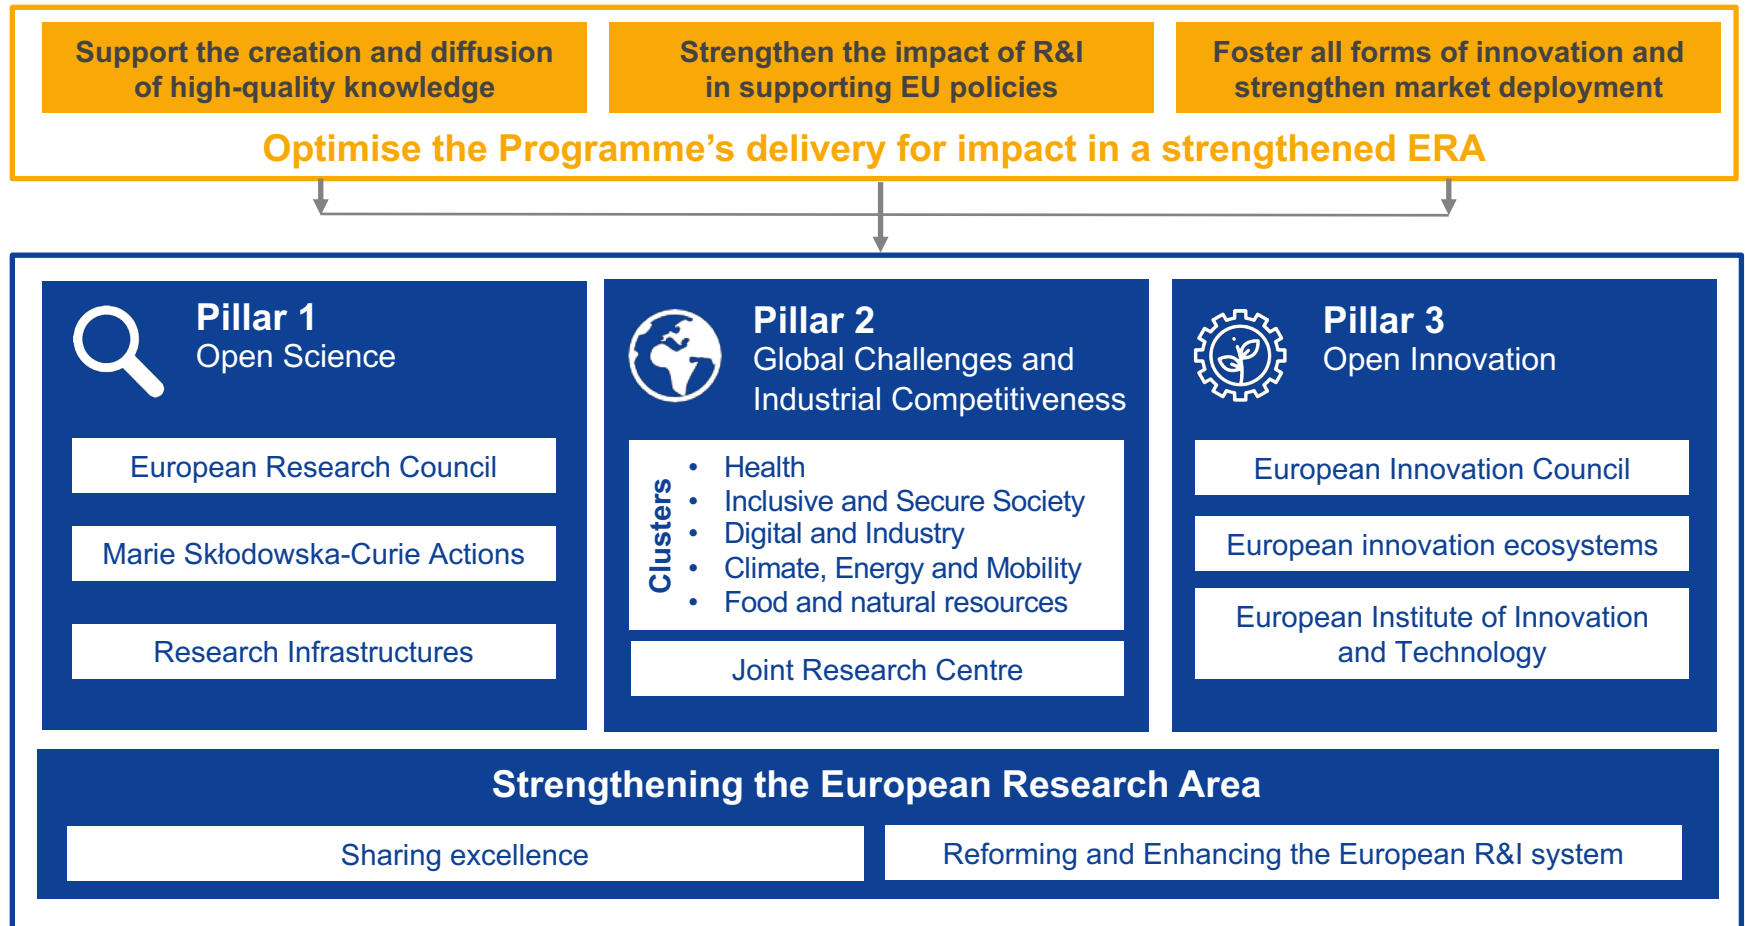 Support the creation and diffusion
of high-quality knowledge
Strengthen the impact of R&I
in supporting EU policies
Foster all forms of innovation and
strengthen market deployment
Optimise the Programme’s delivery for impact in a strengthened ERA
Pillar 1
Open Science
European Research Council
Marie Skłodowska-Curie Actions
Research Infrastructures
Pillar 2
Global Challenges and
Industrial Competitiveness
Clusters
• Health
• Inclusive and Secure Society
• Digital and Industry
• Climate, Energy and Mobility
• Food and natural resources
Joint Research Centre
Pillar 3
Open Innovation
European Innovation Council
European innovation ecosystems
European Institute of Innovation
and Technology
Strengthening the European Research Area
Sharing excellence
Reforming and Enhancing the European R&I system